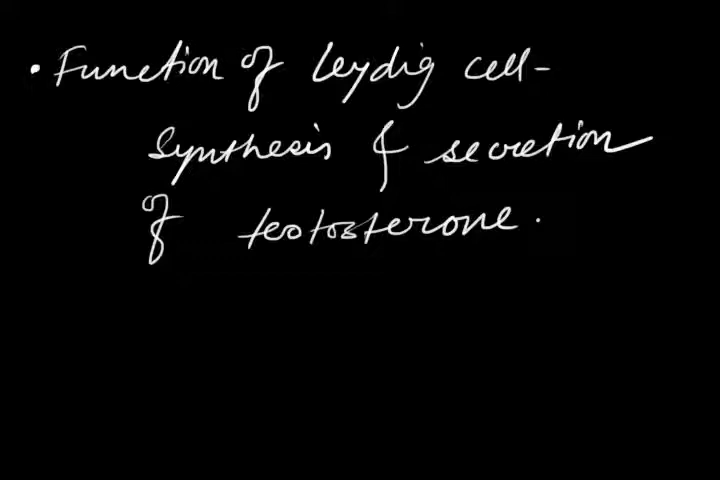 • Function of Leydig cell-
synthesis & secretion
of testosterone.